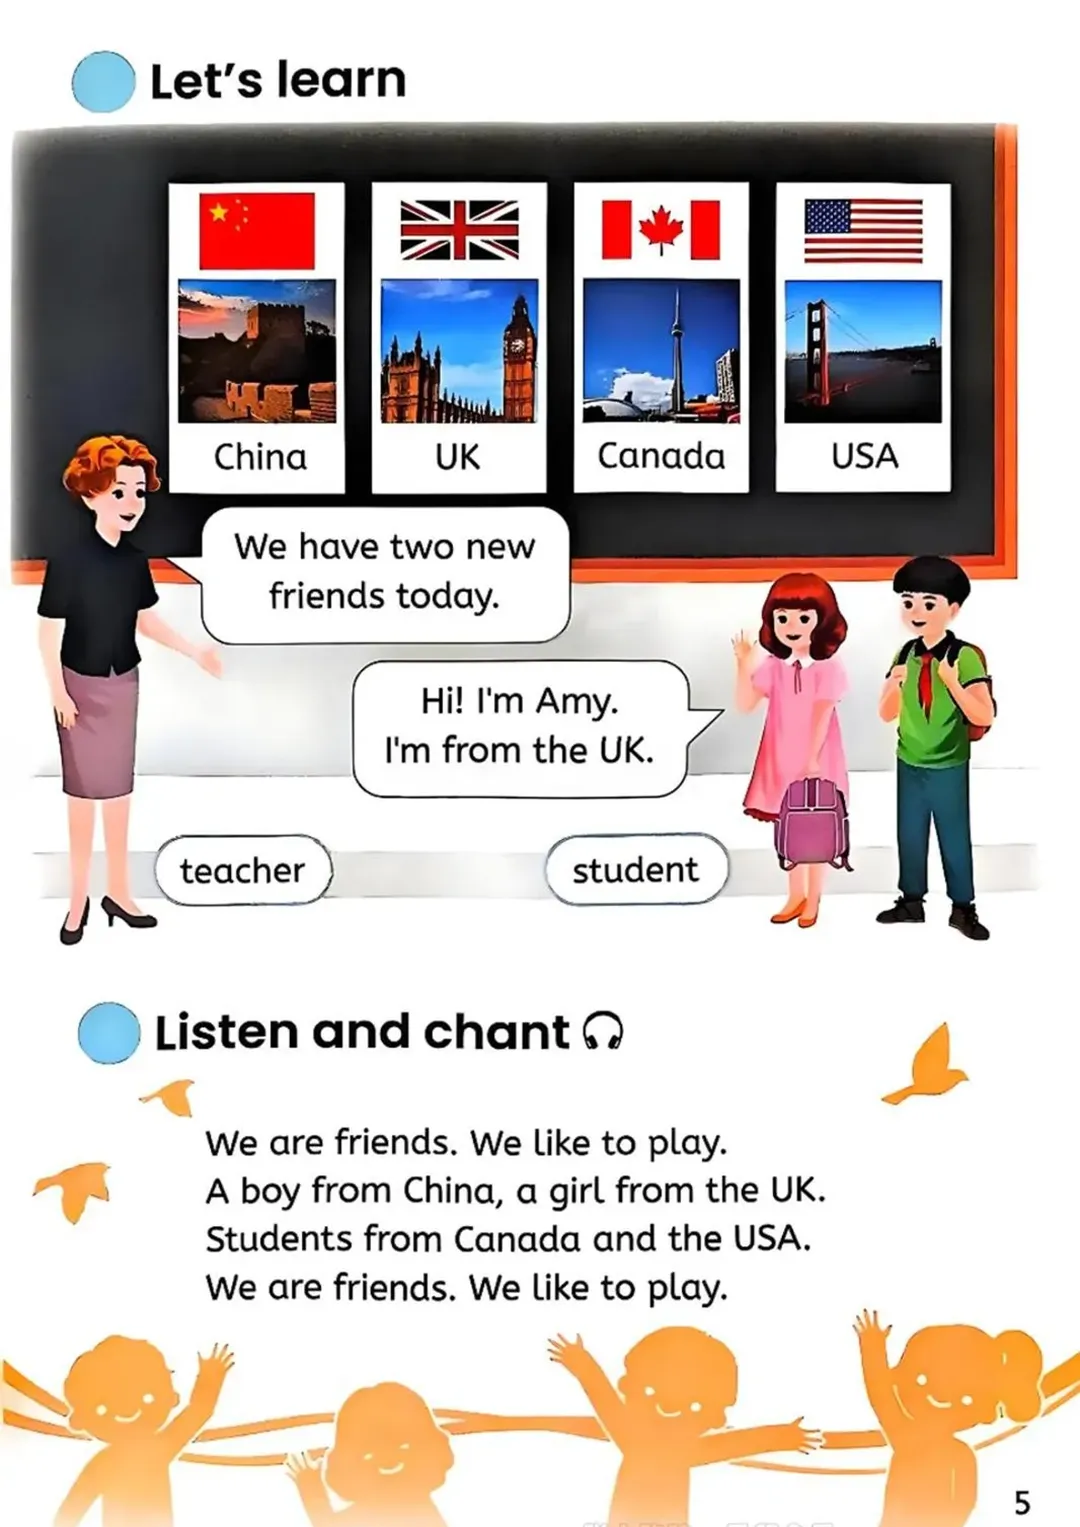 Let's learn
China
UK
Canada
USA
We have two new
friends today.
Hi! I'm Amy.
I'm from the UK.
teacher
student
Listen and chant
We are friends. We like to play.
A boy from China, a girl from the UK.
Students from Canada and the USA.
We are friends. We like to play.
5